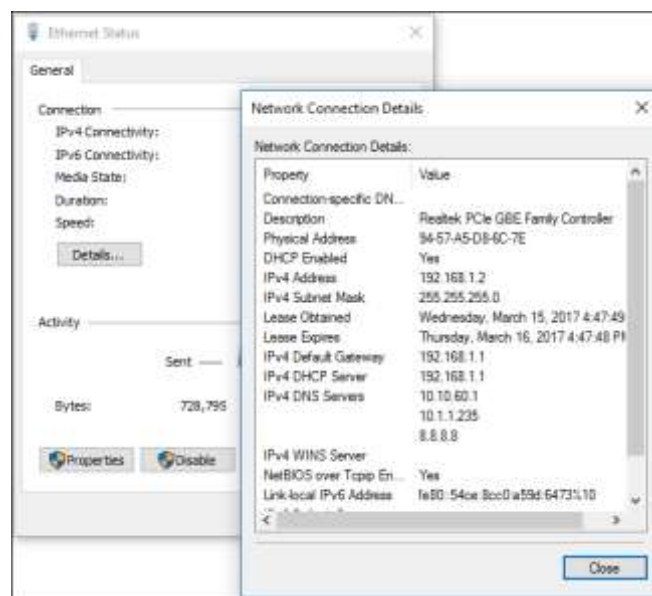 Ethernet Status
General
Connection
IPv4 Connectivity:
IPv6 Connectivity:
Media State:
Duration:
Speed:
Details...
Activity
Sent
Bytes: 728,795
Properties Disable
Network Connection Details
Network Connection Details:
Property Value
Connection-specific DN...
Description Realtek PCIe GBE Family Controller
Physical Address 94-57-A5-D8-6C-7E
DHCP Enabled Yes
IPv4 Address 192.168.1.2
IPv4 Subnet Mask 255.255.255.0
Lease Obtained Wednesday, March 15, 2017 4:47:49
Lease Expires Thursday, March 16, 2017 4:47:48 PM
IPv4 Default Gateway 192.168.1.1
IPv4 DHCP Server 192.168.1.1
IPv4 DNS Servers 10.10.60.1
10.1.1.235
8.8.8.8
IPv4 WINS Server
NetBIOS over Tcpip En... Yes
Link-local IPv6 Address fe80::54ce:8cc0:a59d:6473%10
Close